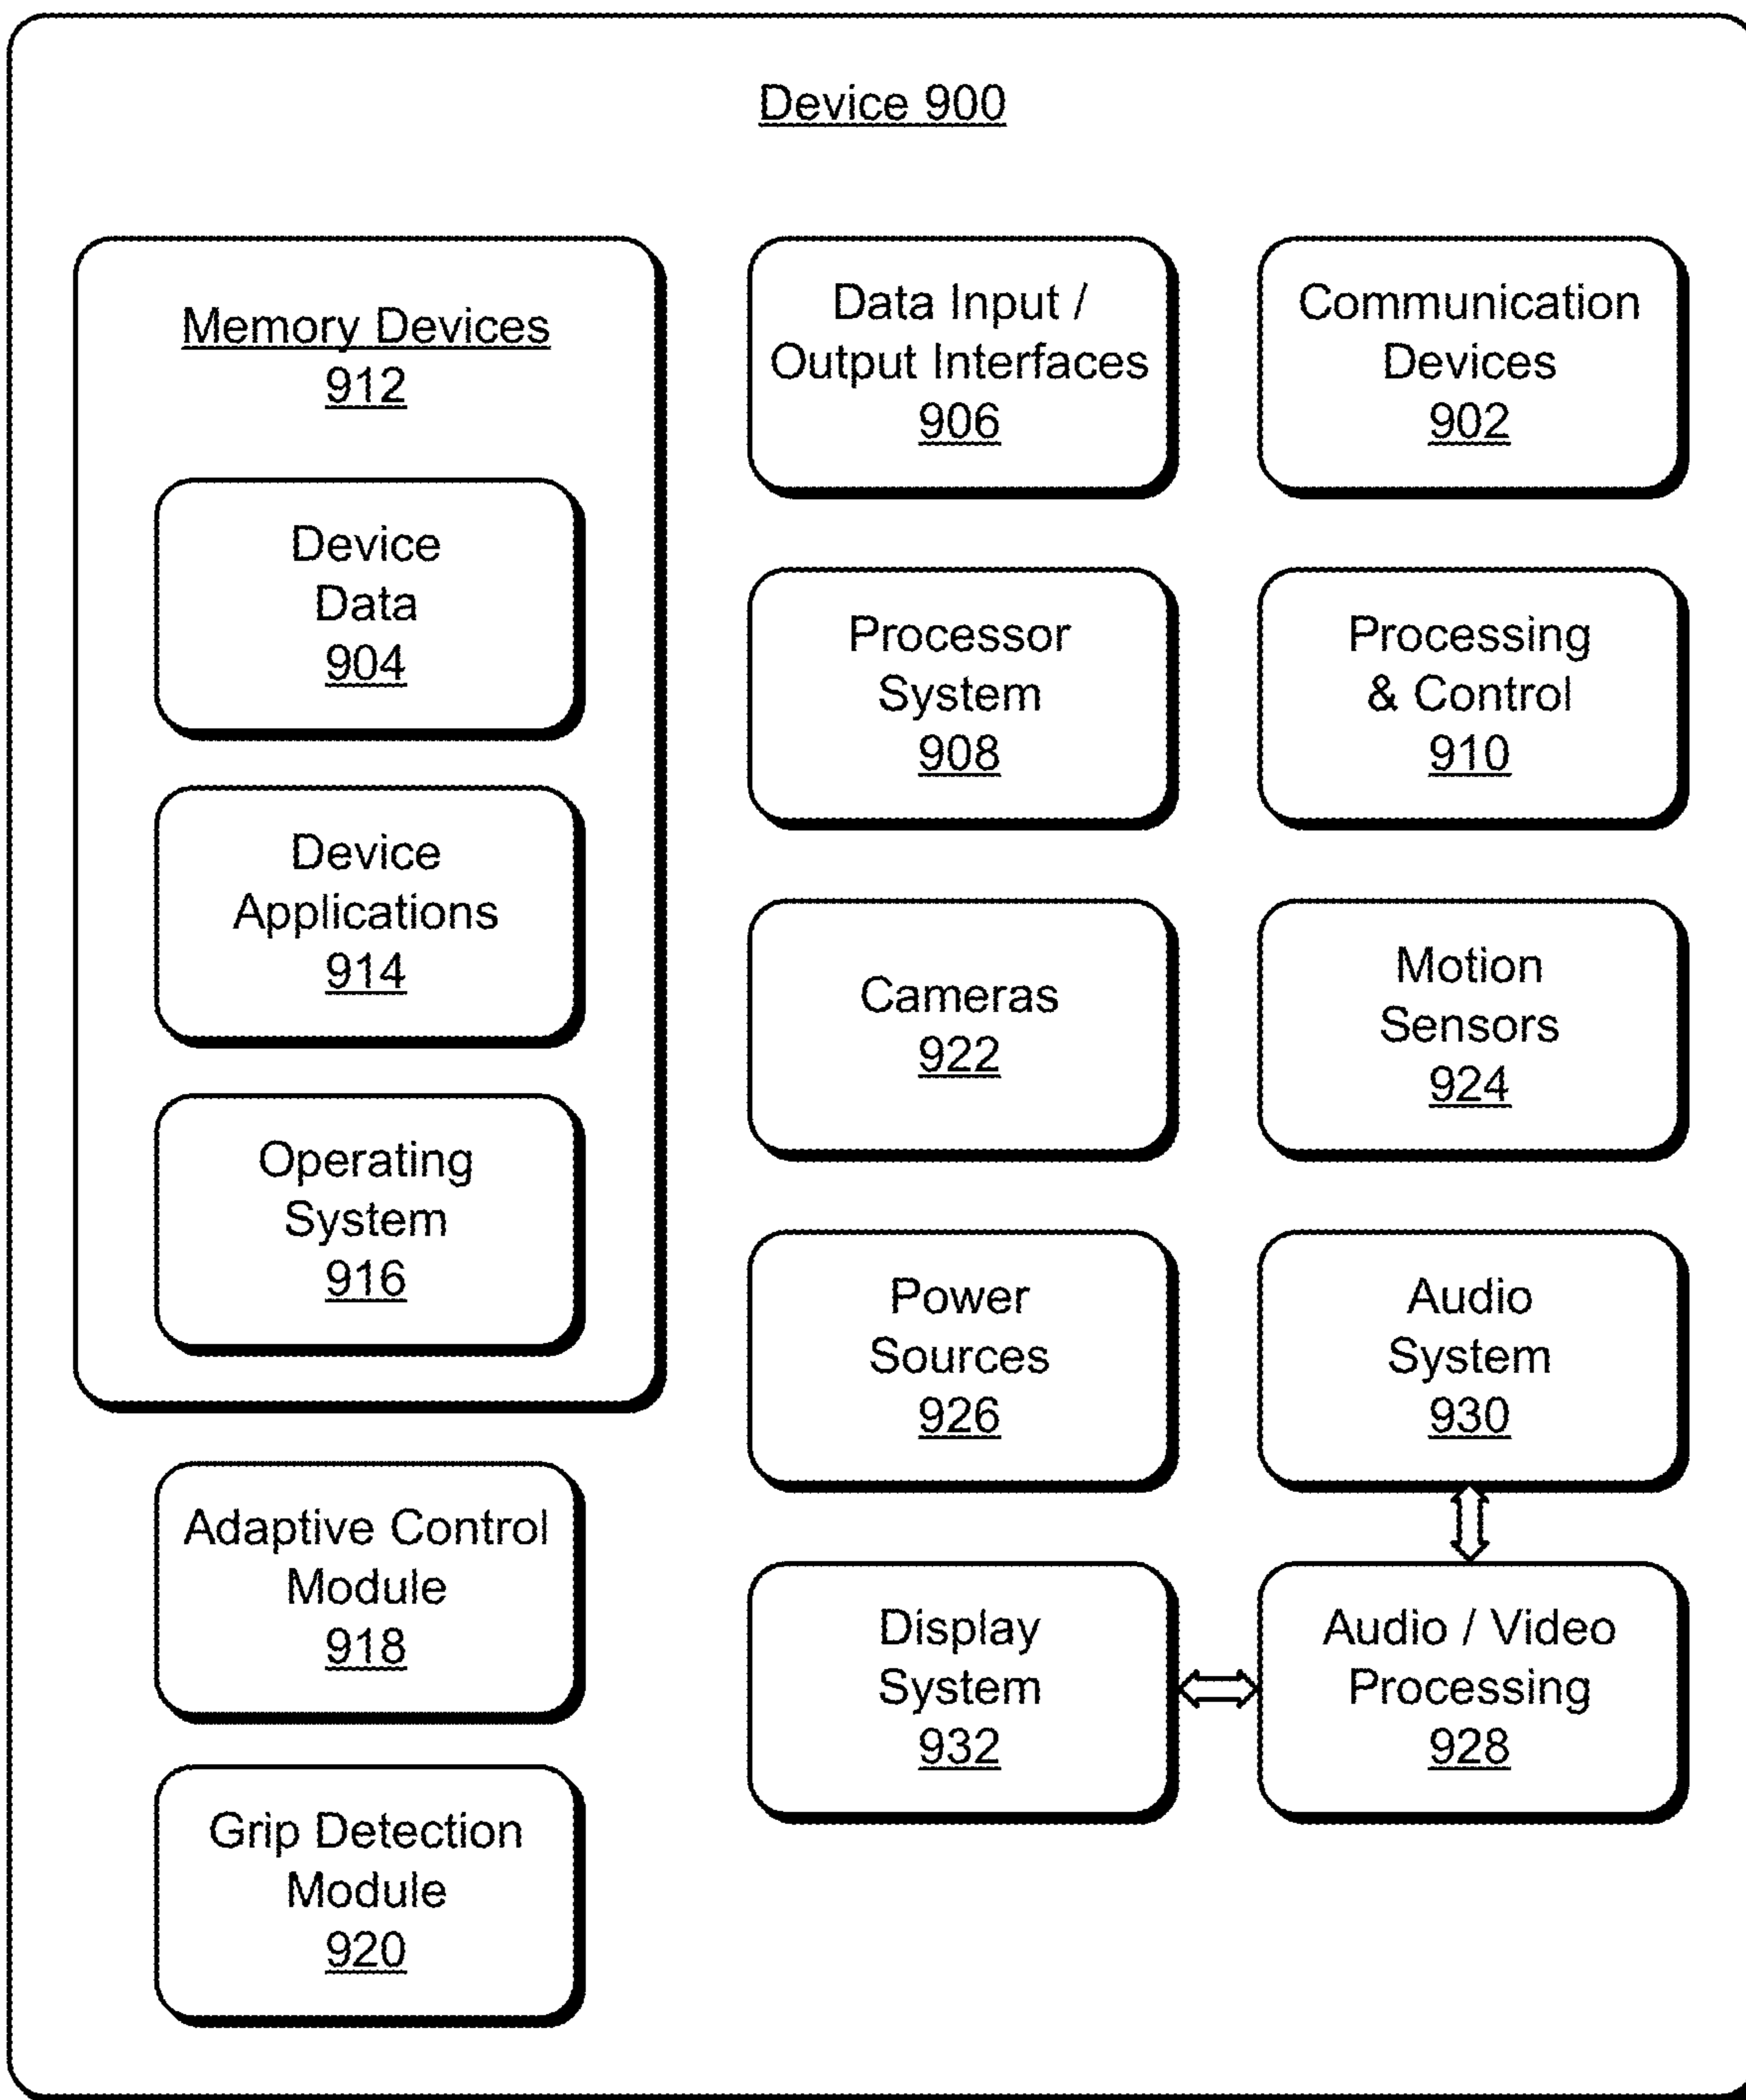 Device 900
Memory Devices
912
Device
Data
904
Device
Applications
914
Operating
System
916
Adaptive Control
Module
918
Grip Detection
Module
920
Data Input /
Output Interfaces
906
Communication
Devices
902
Processor
System
908
Processing
& Control
910
Cameras
922
Motion
Sensors
924
Power
Sources
926
Audio
System
930
Display
System
932
Audio / Video
Processing
928